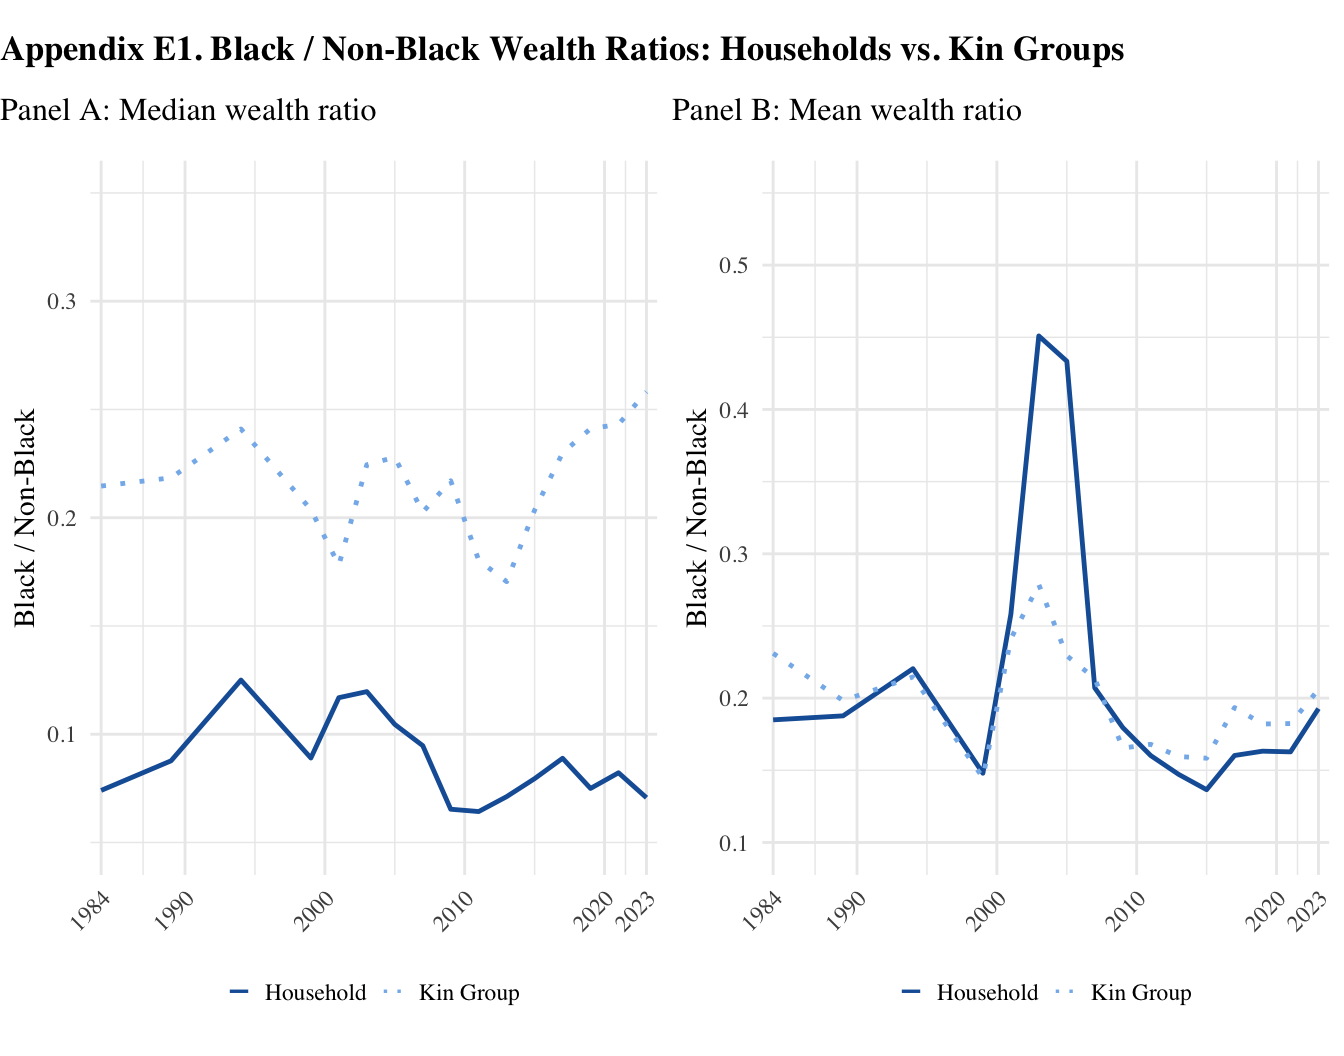 Appendix E1. Black / Non-Black Wealth Ratios: Households vs. Kin Groups
Panel A: Median wealth ratio
Black / Non-Black
0.3
0.2
0.1
1984
1990
2000
2010
2020
2023
Household
Kin Group
Panel B: Mean wealth ratio
Black / Non-Black
0.5
0.4
0.3
0.2
0.1
1984
1990
2000
2010
2020
2023
Household
Kin Group